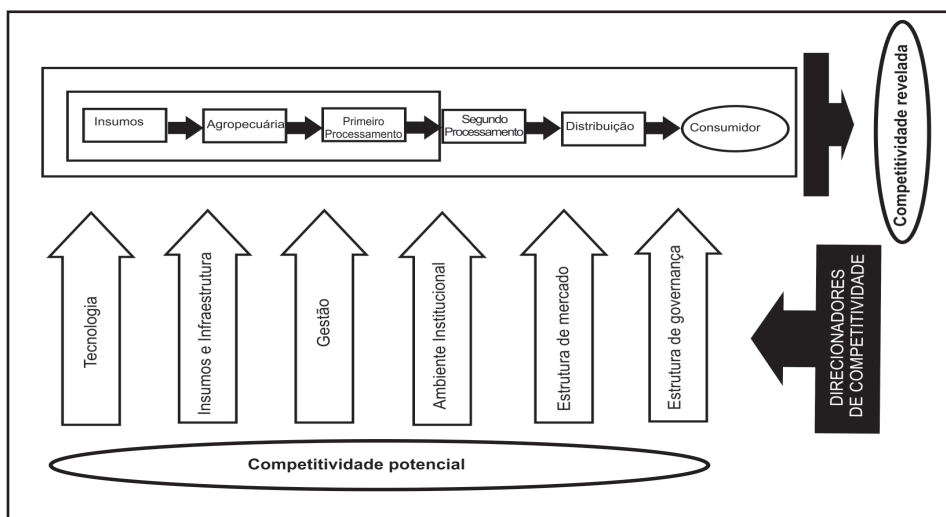 Insumos
Agropecuária
Primeiro
Processamento
Segundo
Processamento
Distribuição
Consumidor
Competitividade revelada
Tecnologia
Insumos e Infraestrutura
Gestão
Ambiente Institucional
Estrutura de mercado
Estrutura de governança
DIRECIONADORES
DE COMPETITIVIDADE
Competitividade potencial